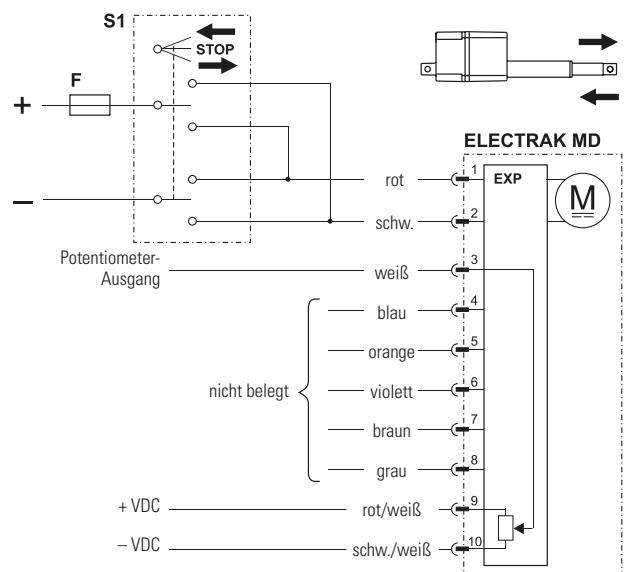 S1
STOP
F
+
–
ELECTRAK MD
EXP
M
rot
1
schw.
2
Potentiometer-
Ausgang
weiß
3
nicht belegt
blau
4
orange
5
violett
6
braun
7
grau
8
+ VDC
rot/weiß
9
– VDC
schw./weiß
10